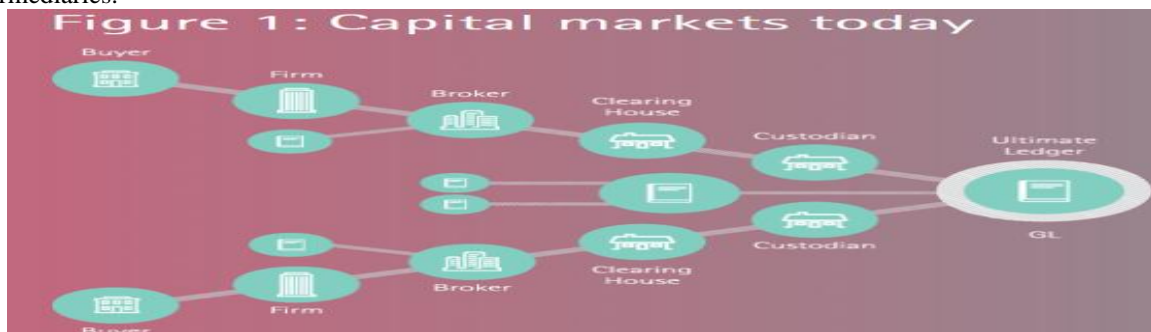 Figure 1: Capital markets today
Buyer
Firm
Broker
Clearing
House
Custodian
Ultimate
Ledger
GL
Custodian
Clearing
House
Broker
Firm
Buyer